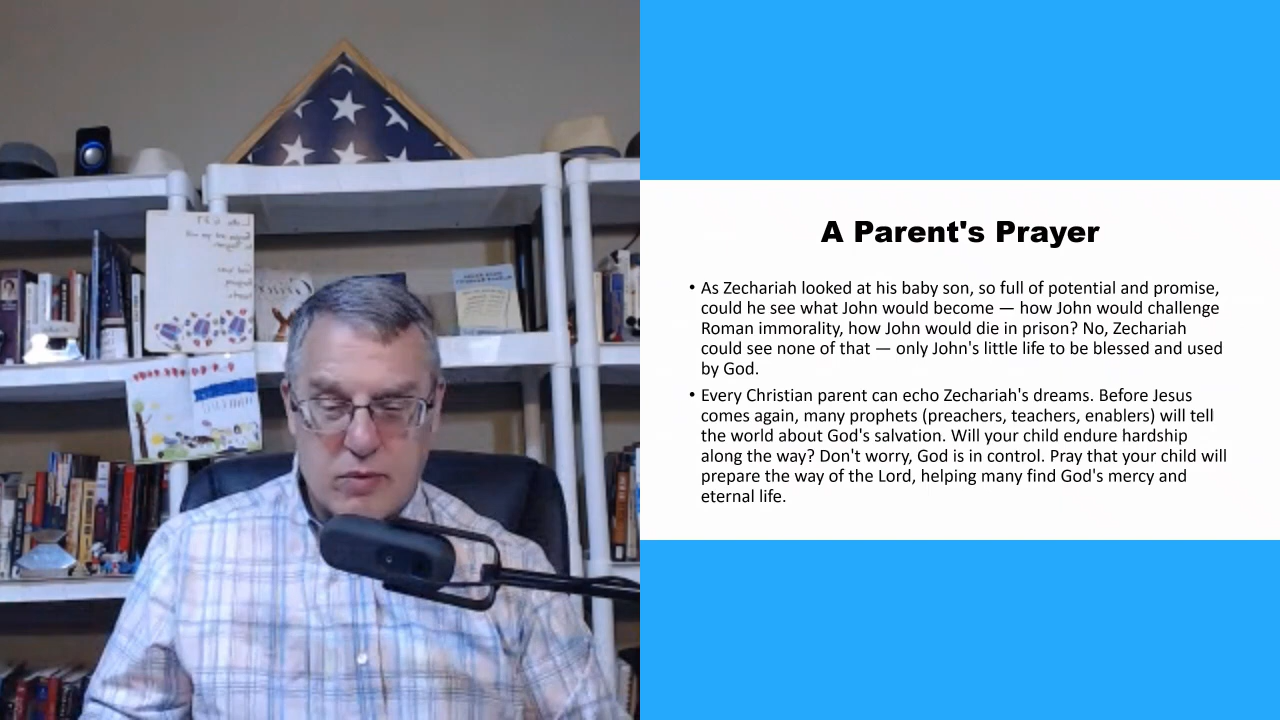 A Parent's Prayer
• As Zechariah looked at his baby son, so full of potential and promise,
could he see what John would become — how John would challenge
Roman immorality, how John would die in prison? No, Zechariah
could see none of that — only John's little life to be blessed and used
by God.
• Every Christian parent can echo Zechariah's dreams. Before Jesus
comes again, many prophets (preachers, teachers, enablers) will tell
the world about God's salvation. Will your child endure hardship
along the way? Don't worry, God is in control. Pray that your child will
prepare the way of the Lord, helping many find God's mercy and
eternal life.